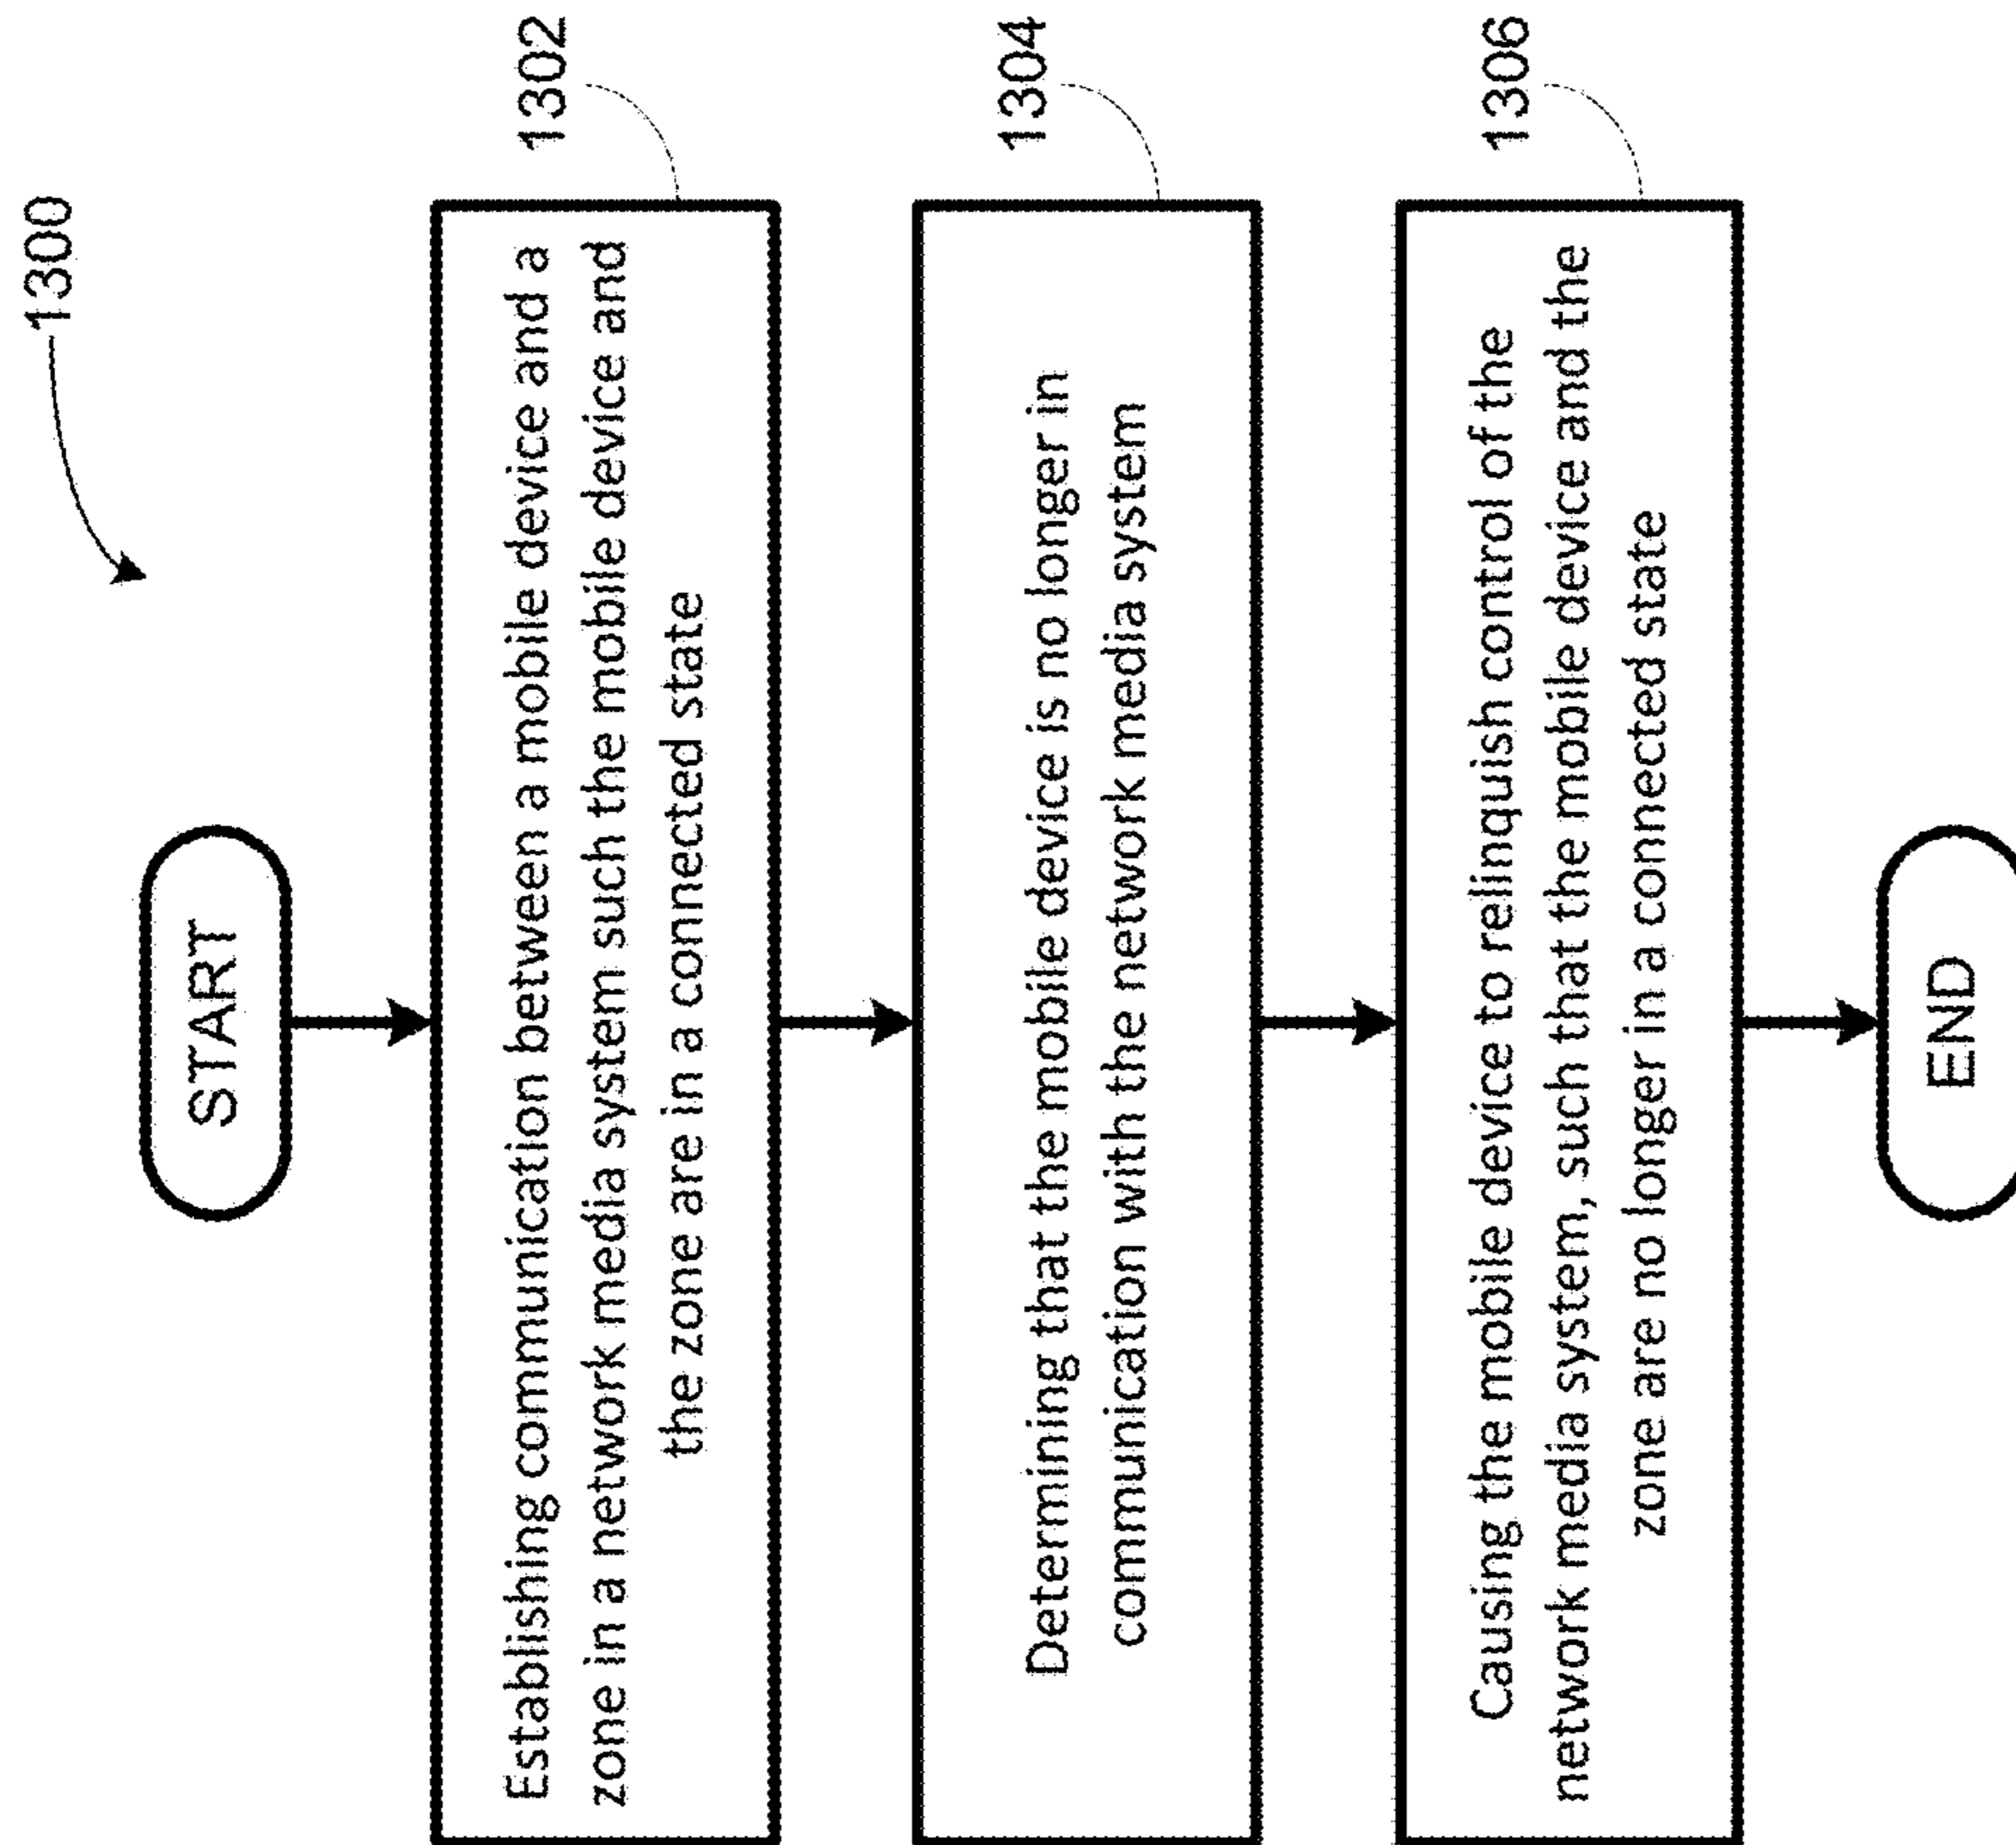 1300
START
Establishing communication between a mobile device and a
zone in a network media system such the mobile device and
the zone are in a connected state
1302
Determining that the mobile device is no longer in
communication with the network media system
1304
Causing the mobile device to relinquish control of the
network media system, such that the mobile device and the
zone are no longer in a connected state
1306
END